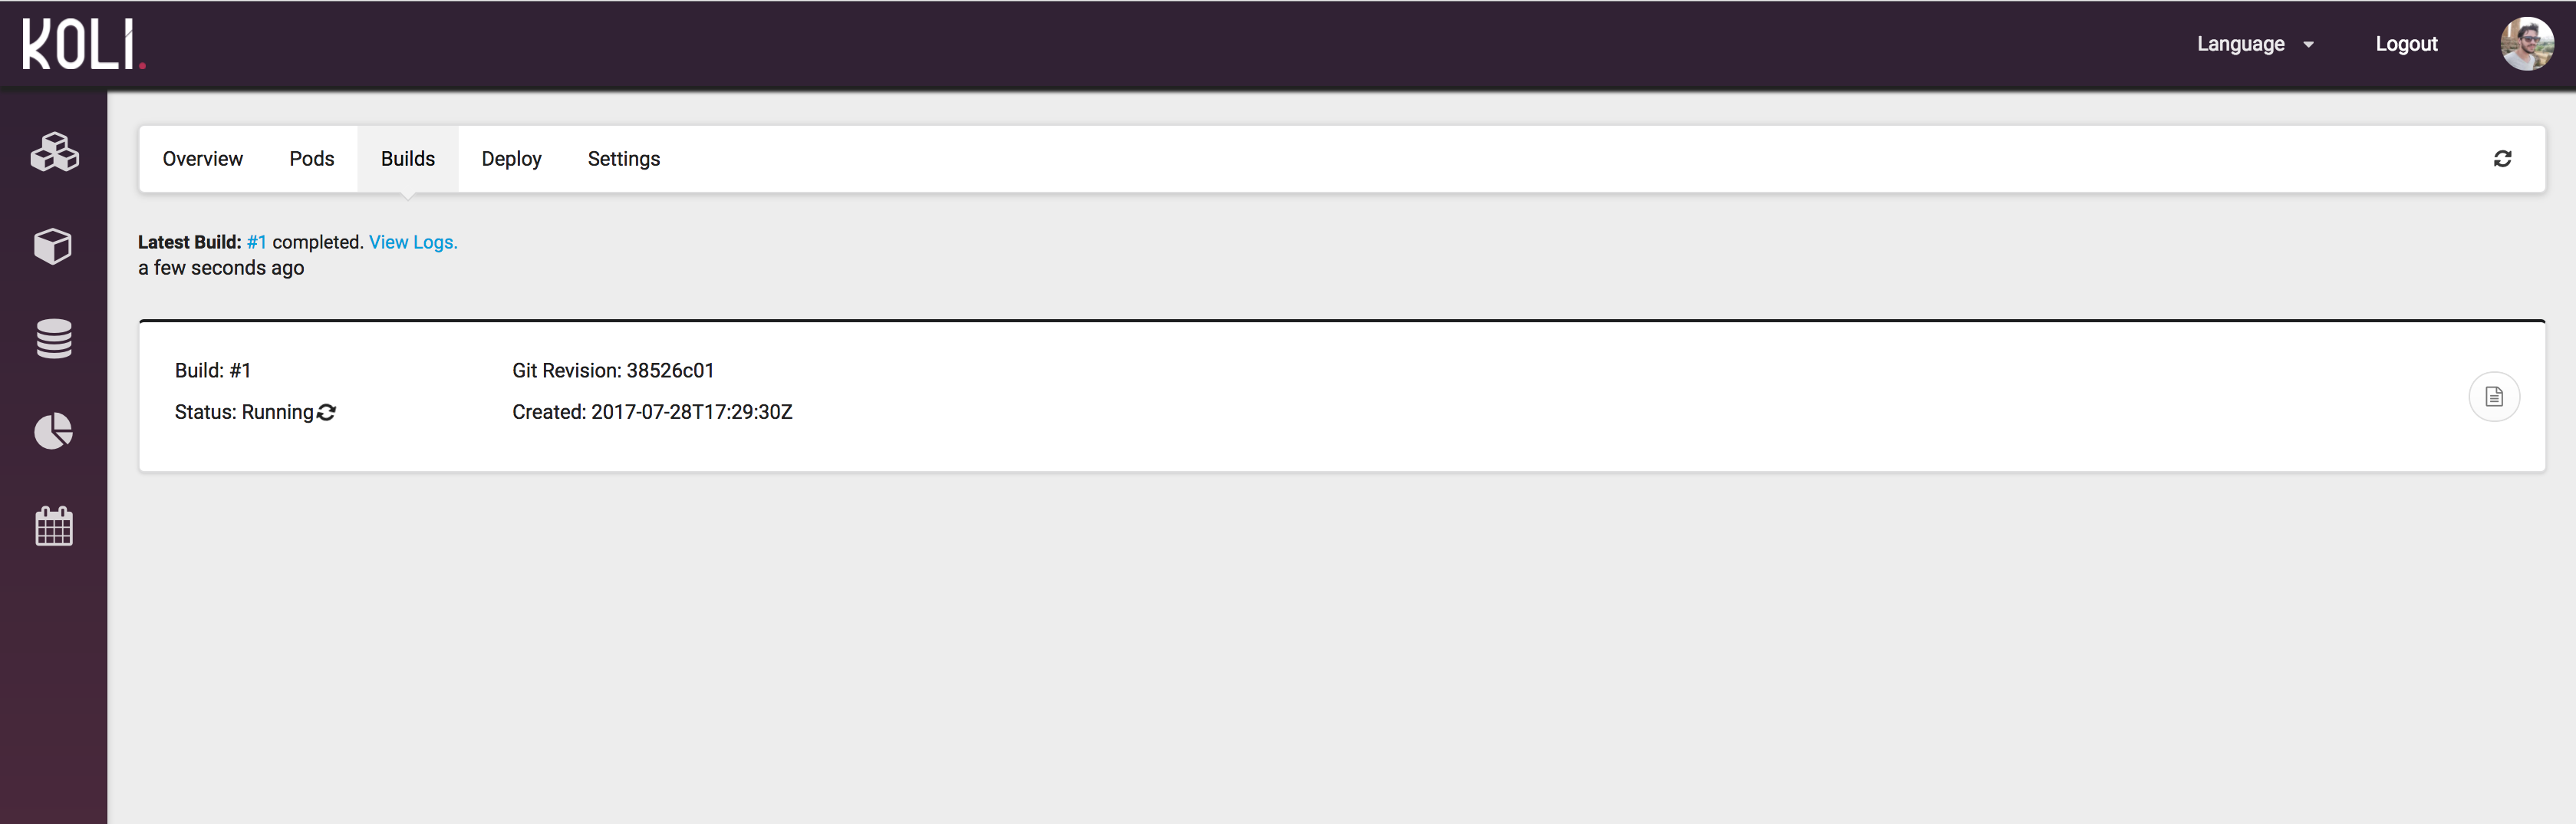 KOLI.
Language
Logout
Overview
Pods
Builds
Deploy
Settings
Latest Build: #1 completed. View Logs.
a few seconds ago
Build: #1
Git Revision: 38526c01
Status: Running
Created: 2017-07-28T17:29:30Z